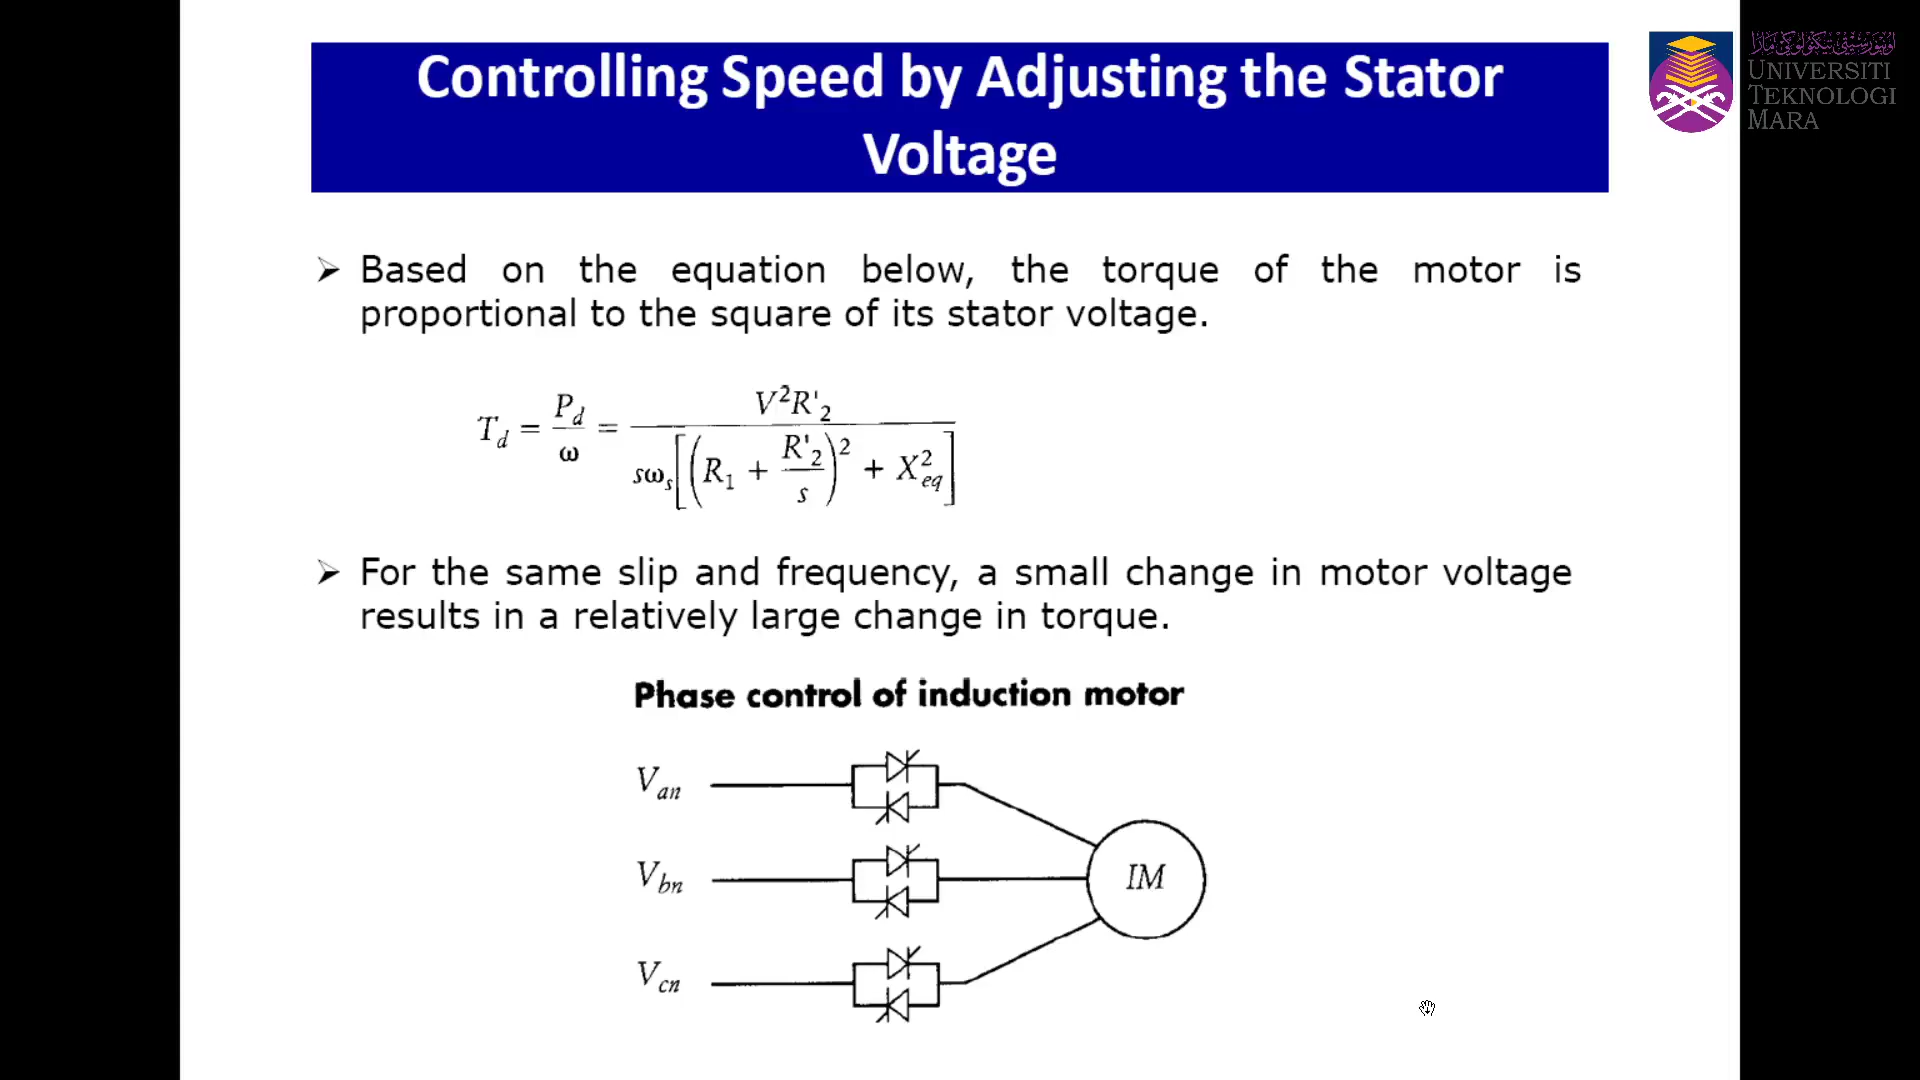 Controlling Speed by Adjusting the Stator
Voltage
اونيۏرسيتي تيكنولوݢي مارا
UNIVERSITI
TEKNOLOGI
MARA
➢ Based on the equation below, the torque of the motor is
proportional to the square of its stator voltage.
T_d = P_d / ω = V²R'₂ / sω_s[(R₁ + R'₂/s)² + X²_eq]
➢ For the same slip and frequency, a small change in motor voltage
results in a relatively large change in torque.
Phase control of induction motor
V_an
V_bn
IM
V_cn